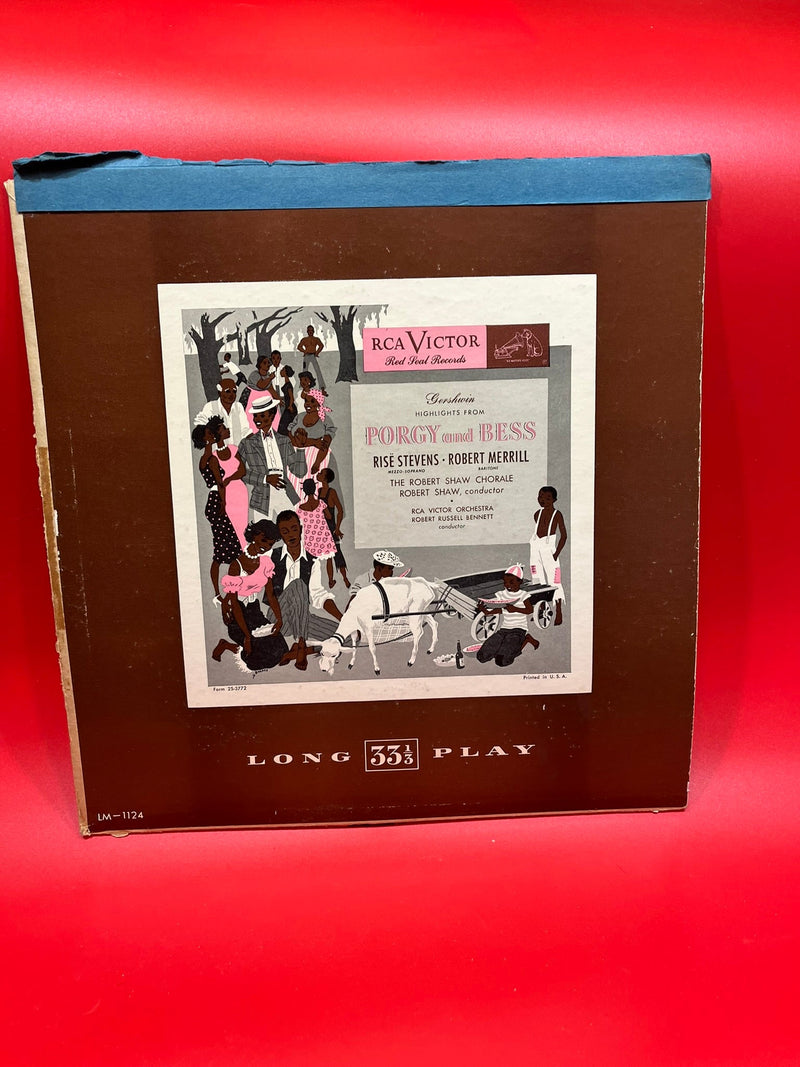 RCA VICTOR
Red Seal Records
Gershwin
HIGHLIGHTS FROM
PORGY and BESS
RISË STEVENS • ROBERT MERRILL
MEZZO-SOPRANO BARITONE
THE ROBERT SHAW CHORALE
ROBERT SHAW, conductor
•
RCA VICTOR ORCHESTRA
ROBERT RUSSELL BENNETT
conductor
Form 2S-3772
Printed in U. S. A.
LONG 33⅓ PLAY
LM—1124